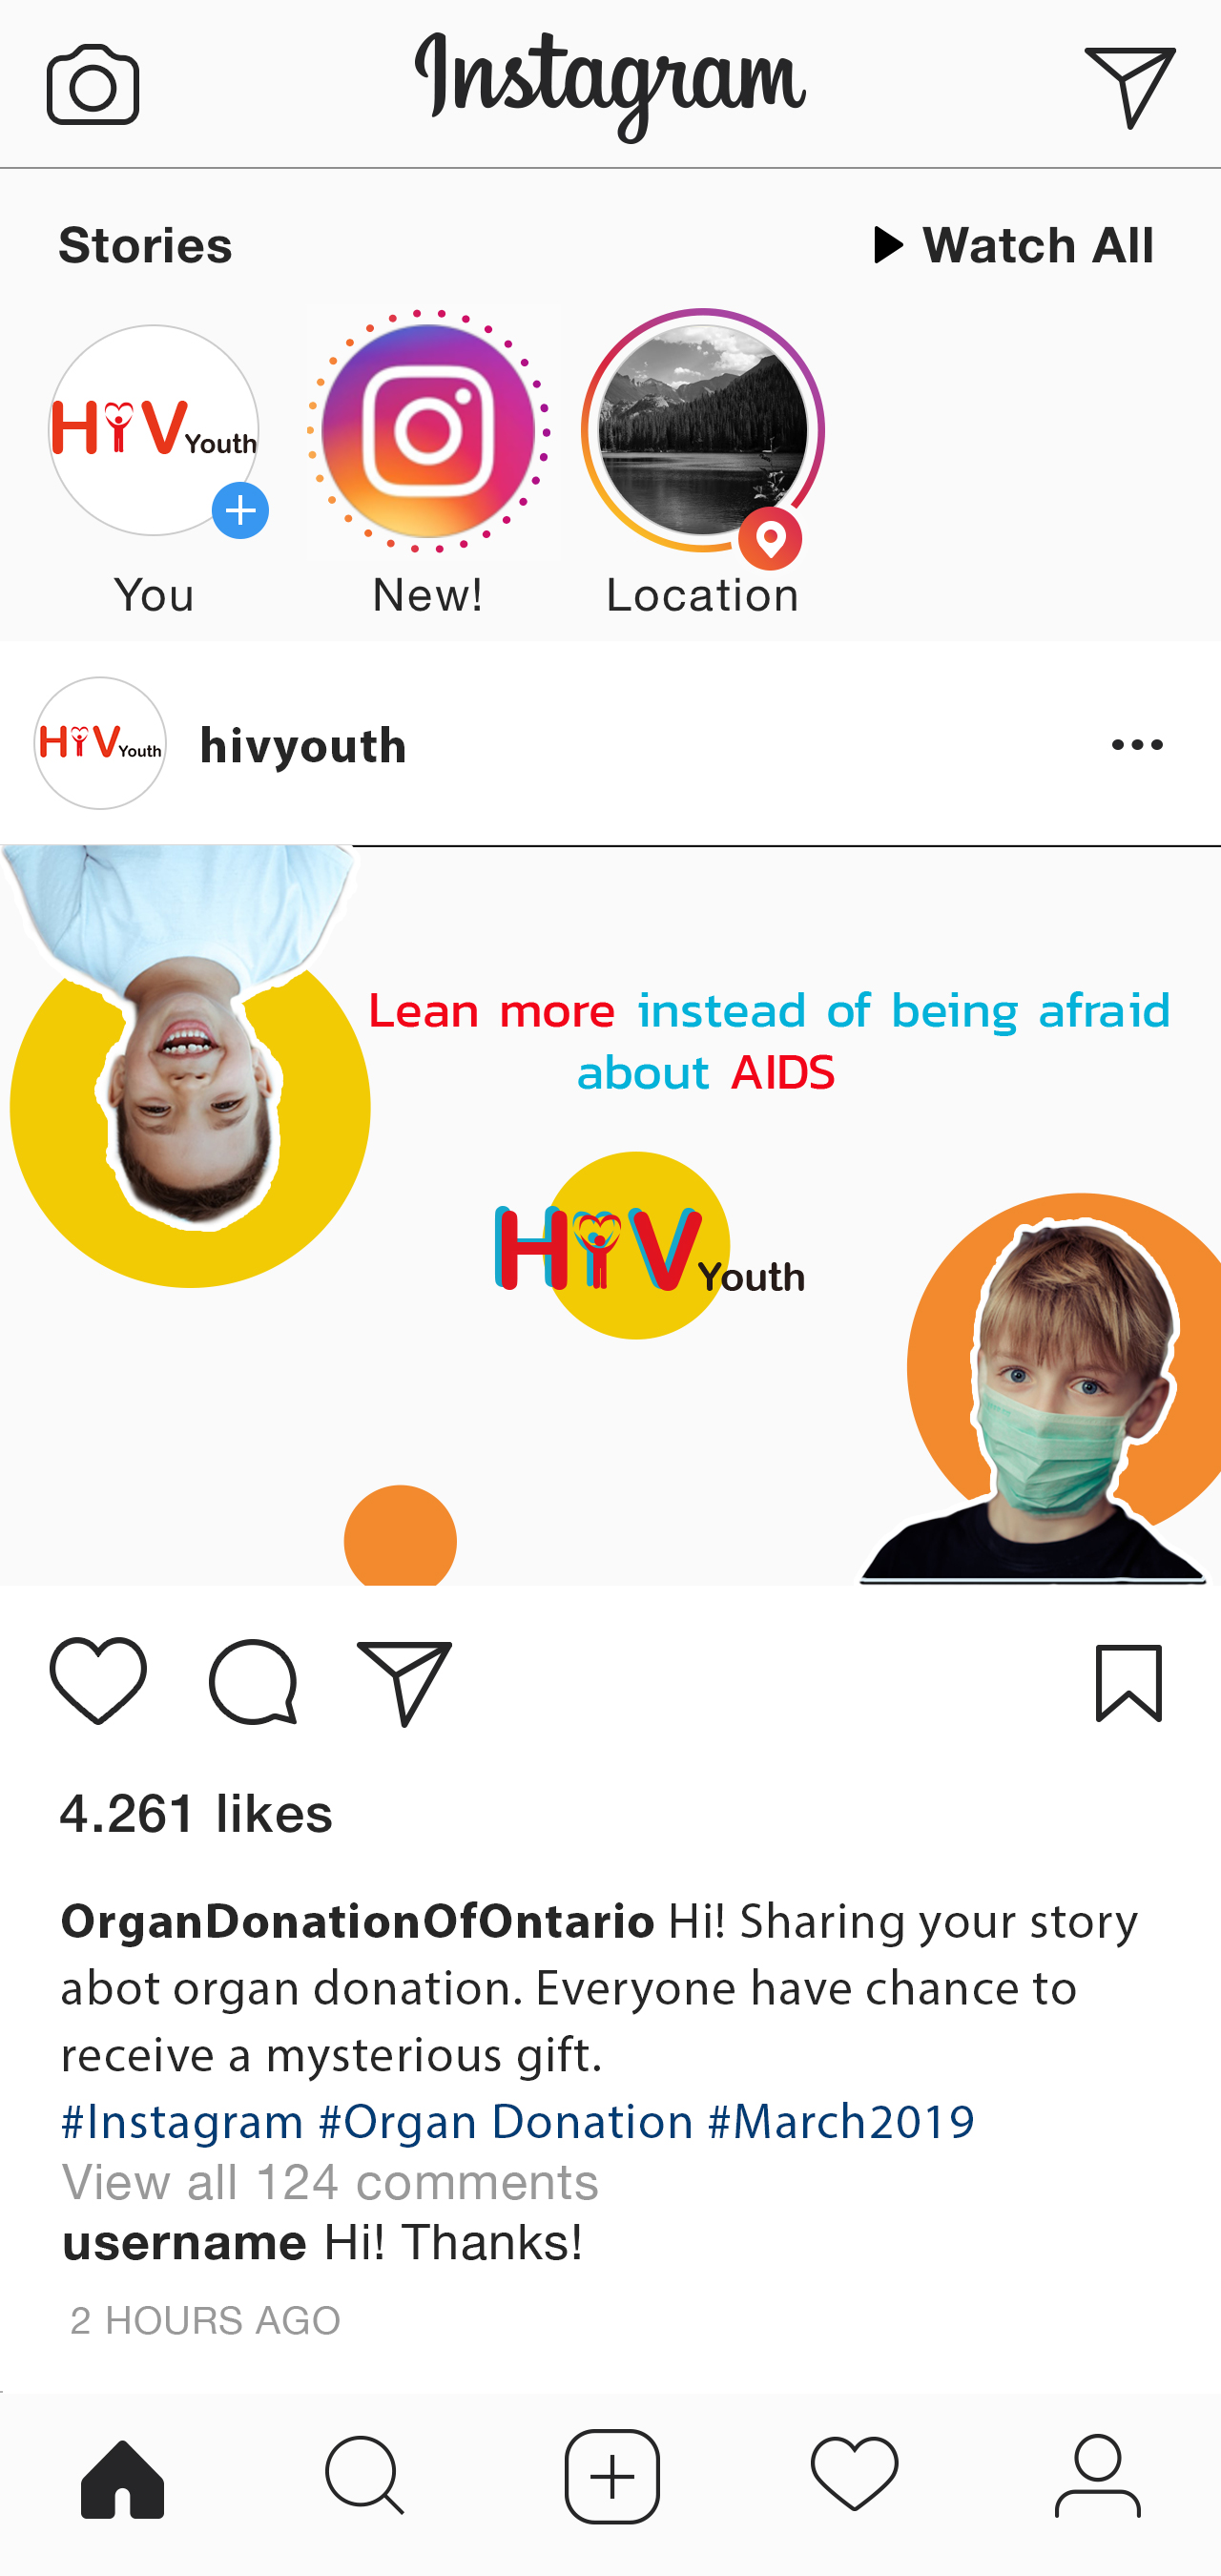 Instagram
Stories
Watch All
HiV Youth
You
New!
Location
HiV Youth
hivyouth
Lean more instead of being afraid
about AIDS
HiV Youth
4.261 likes
OrganDonationOfOntario Hi! Sharing your story
abot organ donation. Everyone have chance to
receive a mysterious gift.
#Instagram #Organ Donation #March2019
View all 124 comments
username Hi! Thanks!
2 HOURS AGO